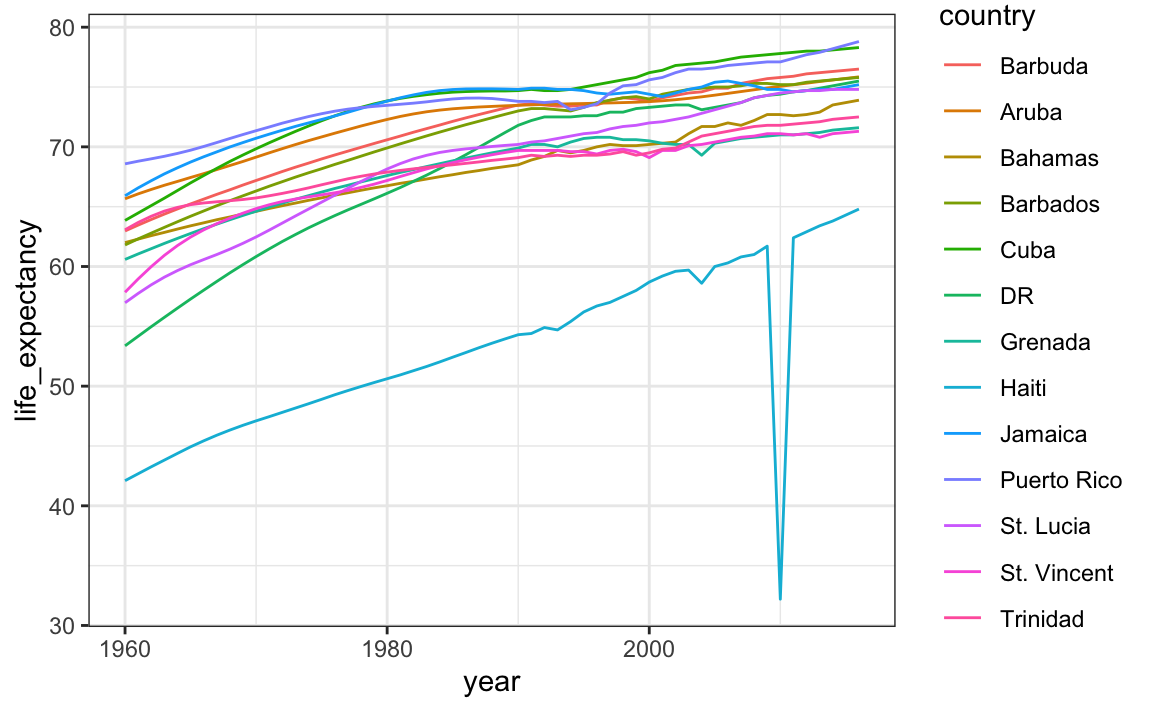 country
Barbuda
Aruba
Bahamas
Barbados
Cuba
DR
Grenada
Haiti
Jamaica
Puerto Rico
St. Lucia
St. Vincent
Trinidad
life_expectancy
80
70
60
50
40
30
1960 1980 2000
year